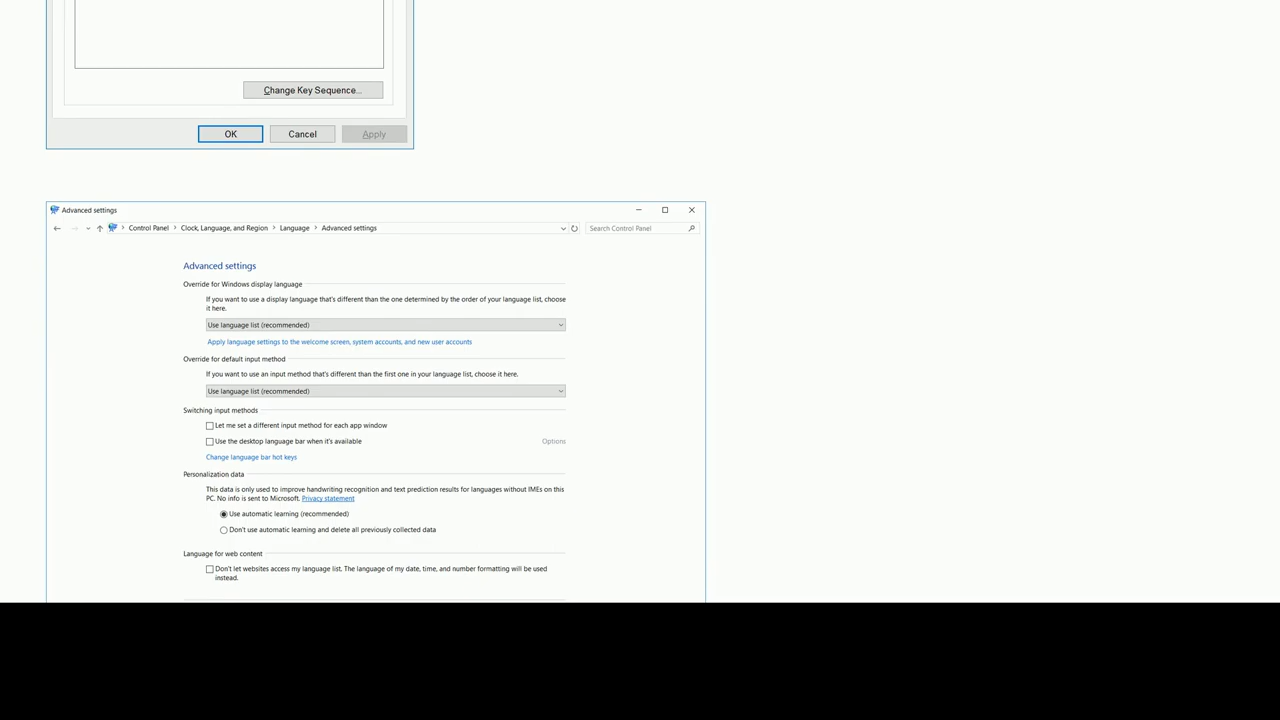 Change Key Sequence...
OK Cancel Apply
Advanced settings
Control Panel Clock, Language, and Region Language Advanced settings Search Control Panel
Advanced settings
Override for Windows display language
If you want to use a display language that's different than the one determined by the order of your language list, choose
it here.
Use language list (recommended)
Apply language settings to the welcome screen, system accounts, and new user accounts
Override for default input method
If you want to use an input method that's different than the first one in your language list, choose it here.
Use language list (recommended)
Switching input methods
Let me set a different input method for each app window
Use the desktop language bar when it's available Options
Change language bar hot keys
Personalization data
This data is only used to improve handwriting recognition and text prediction results for languages without IMEs on this
PC. No info is sent to Microsoft. Privacy statement
Use automatic learning (recommended)
Don't use automatic learning and delete all previously collected data
Language for web content
Don't let websites access my language list. The language of my date, time, and number formatting will be used
instead.